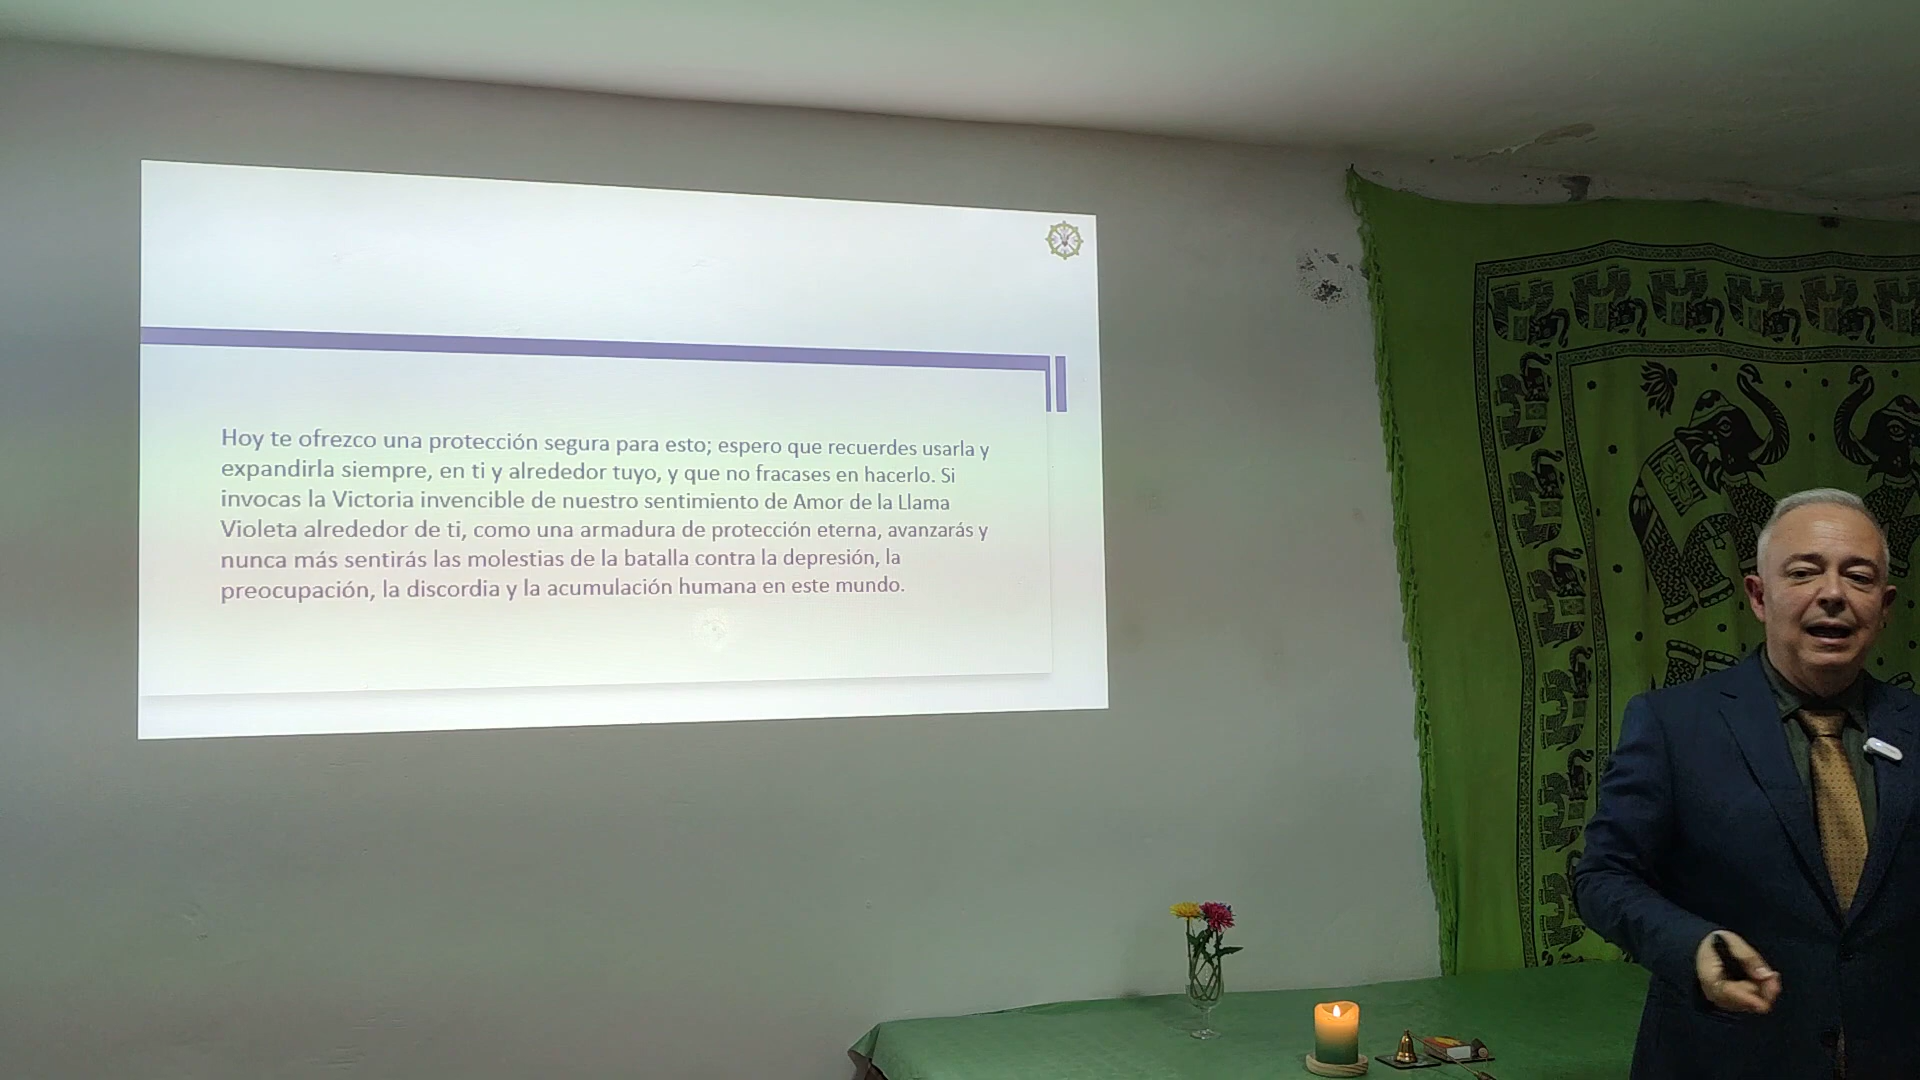 Hoy te ofrezco una protección segura para esto; espero que recuerdes usarla y
expandirla siempre, en ti y alrededor tuyo, y que no fracases en hacerlo. Si
invocas la Victoria invencible de nuestro sentimiento de Amor de la Llama
Violeta alrededor de ti, como una armadura de protección eterna, avanzarás y
nunca más sentirás las molestias de la batalla contra la depresión, la
preocupación, la discordia y la acumulación humana en este mundo.